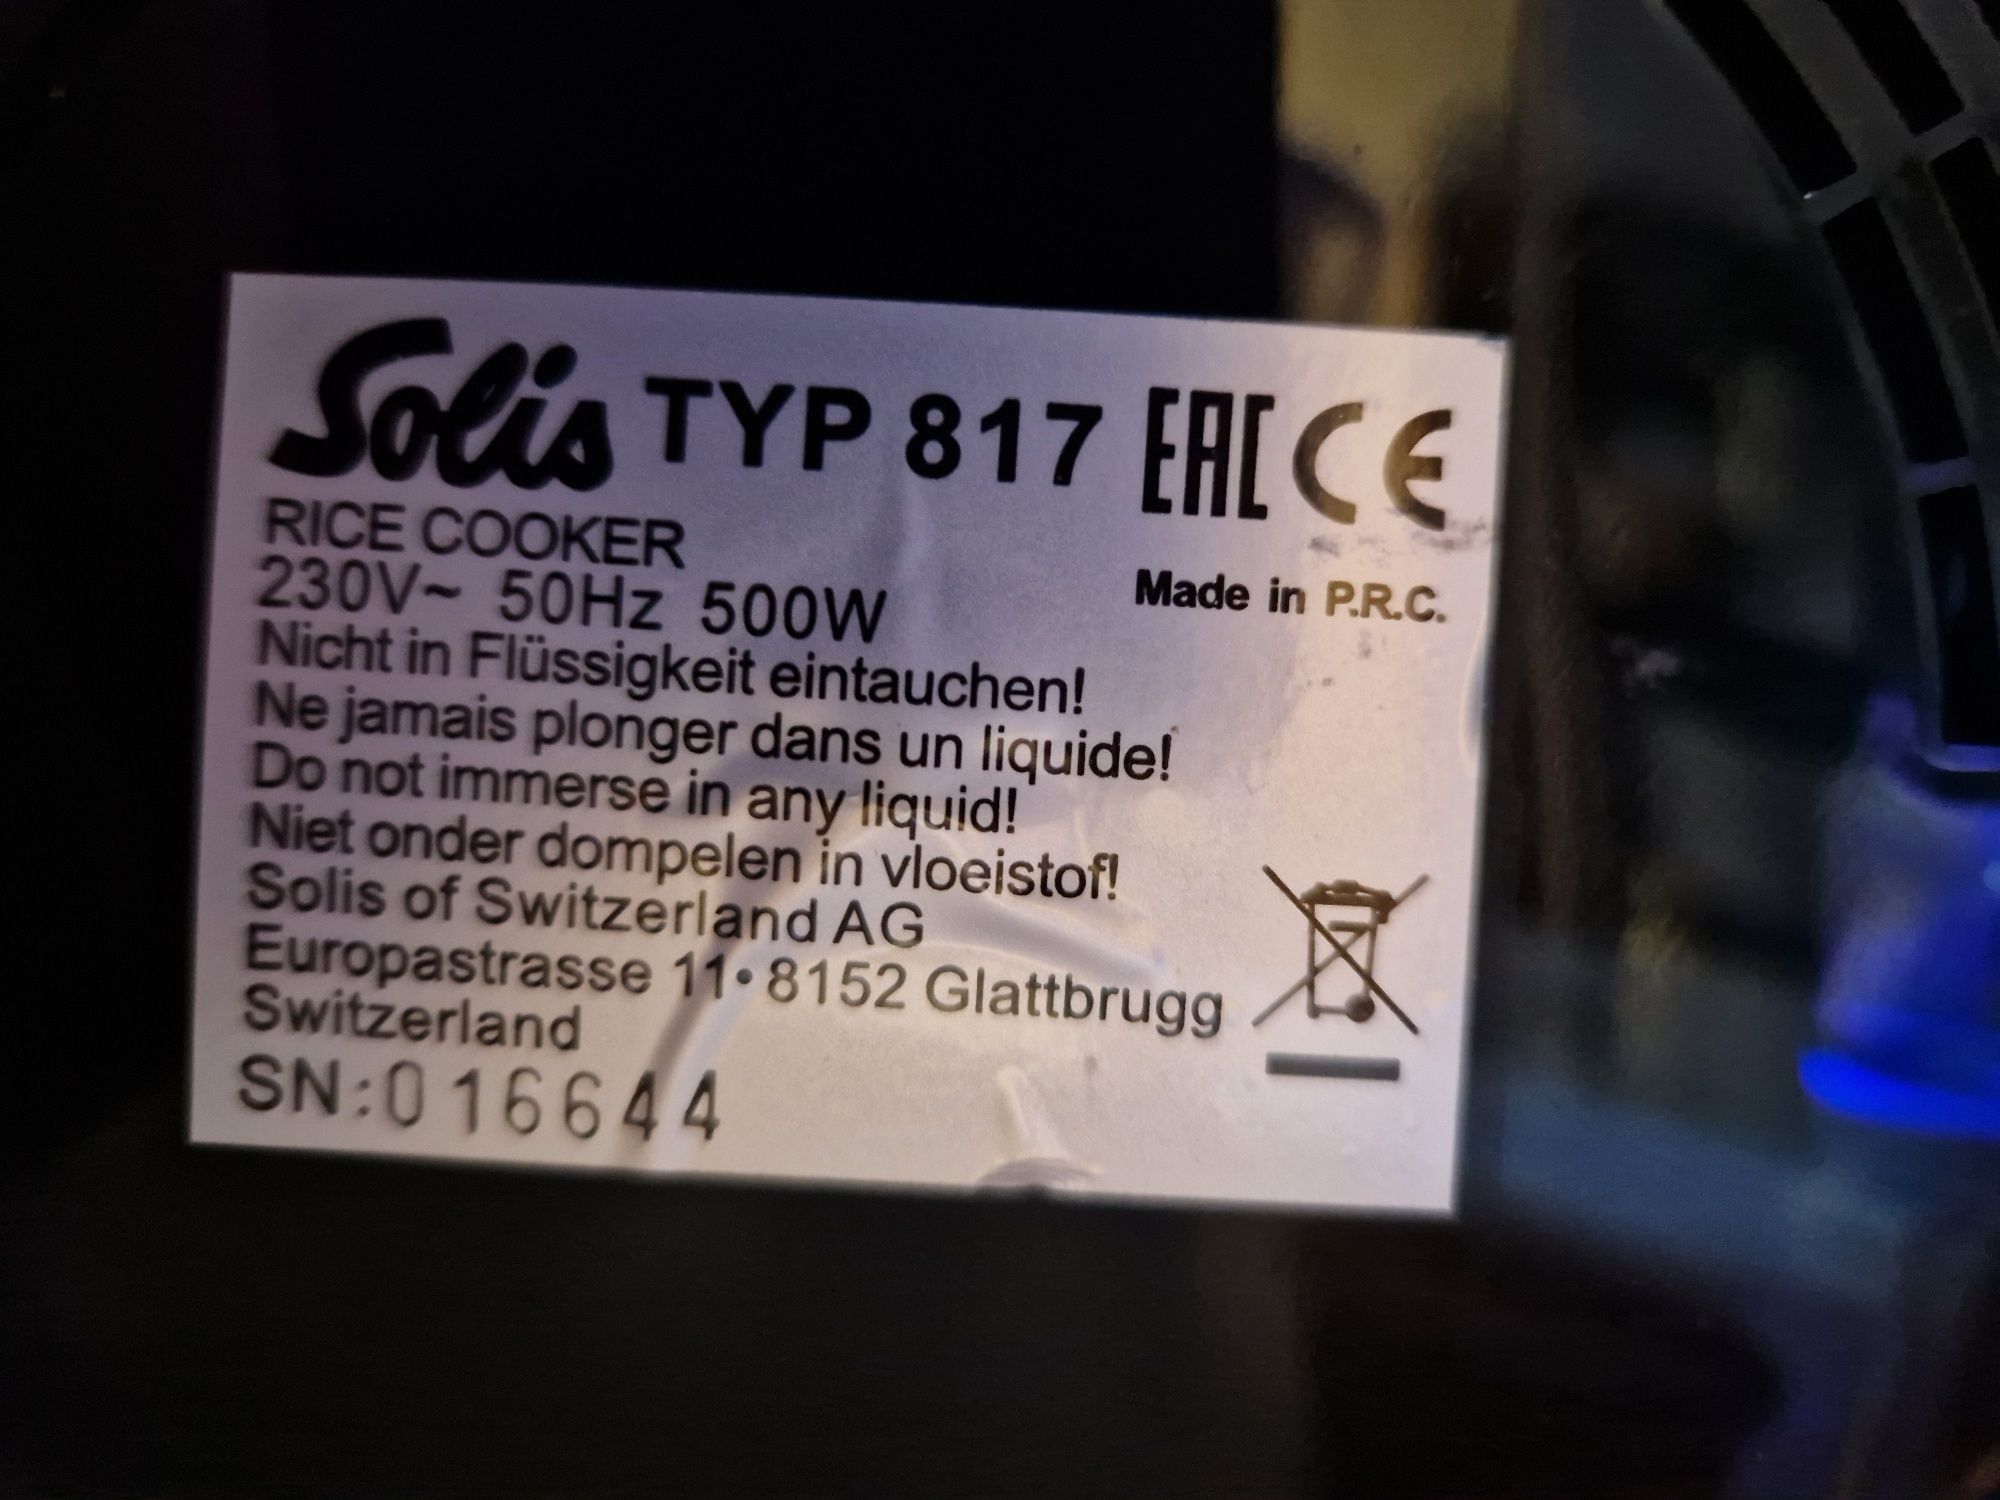 Solis TYP 817 EAC CE
RICE COOKER
230V~ 50Hz 500W
Made in P.R.C.
Nicht in Flüssigkeit eintauchen!
Ne jamais plonger dans un liquide!
Do not immerse in any liquid!
Niet onder dompelen in vloeistof!
Solis of Switzerland AG
Europastrasse 11• 8152 Glattbrugg
Switzerland
SN:016644